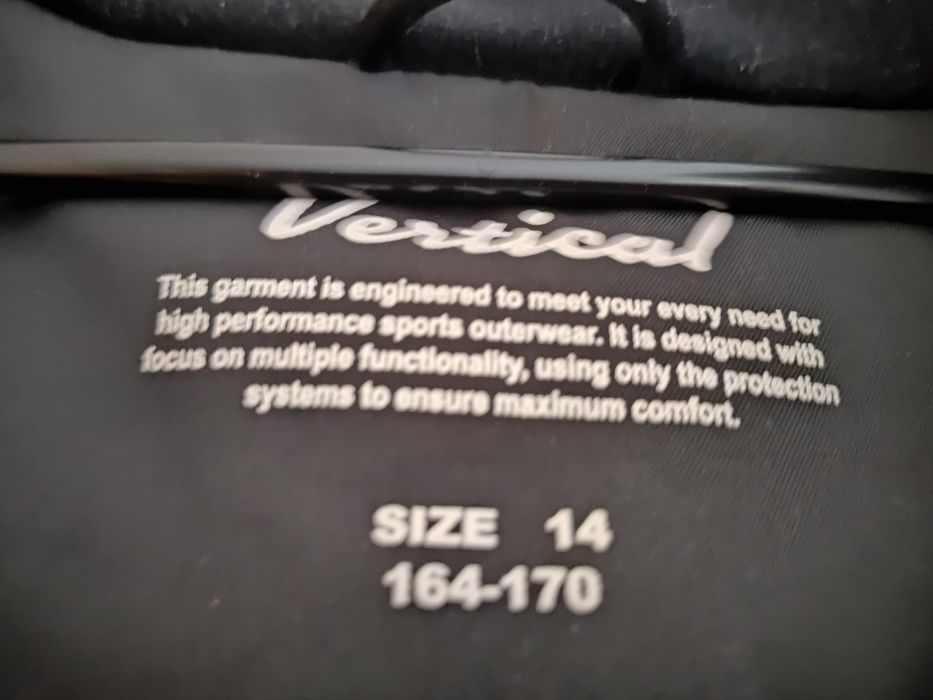 Vertical
This garment is engineered to meet your every need for
high performance sports outerwear. It is designed with
focus on multiple functionality, using only the protection
systems to ensure maximum comfort.
SIZE 14
164-170